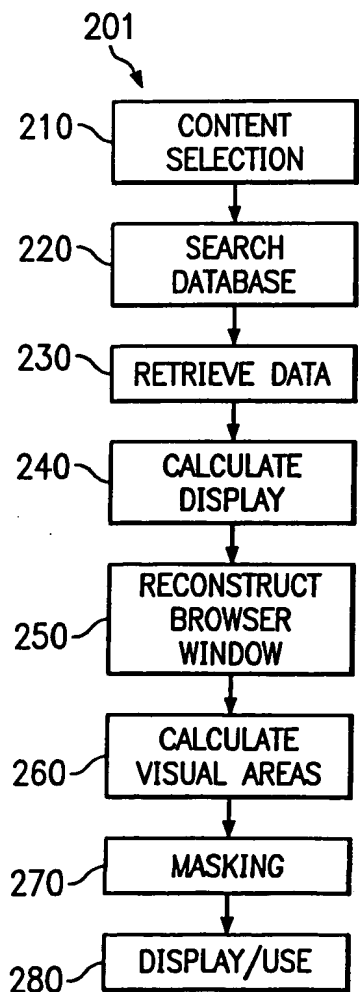 201
210
CONTENT
SELECTION
220
SEARCH
DATABASE
230
RETRIEVE DATA
240
CALCULATE
DISPLAY
250
RECONSTRUCT
BROWSER
WINDOW
260
CALCULATE
VISUAL AREAS
270
MASKING
280
DISPLAY/USE